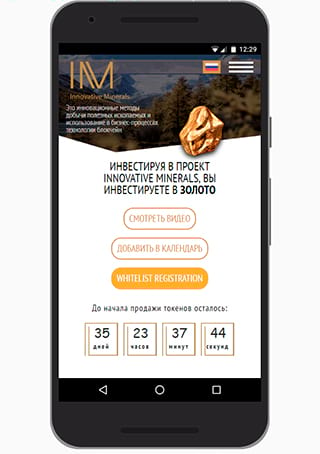 12:29
IM
Innovative Minerals
Это инновационные методы
добычи полезных ископаемых и
использование в бизнес-процессах
технологии блокчейн
ИНВЕСТИРУЯ В ПРОЕКТ
INNOVATIVE MINERALS, ВЫ
ИНВЕСТИРУЕТЕ В ЗОЛОТО
СМОТРЕТЬ ВИДЕО
ДОБАВИТЬ В КАЛЕНДАРЬ
WHITELIST REGISTRATION
До начала продажи токенов осталось:
35 23 37 44
дней часов минут секунд